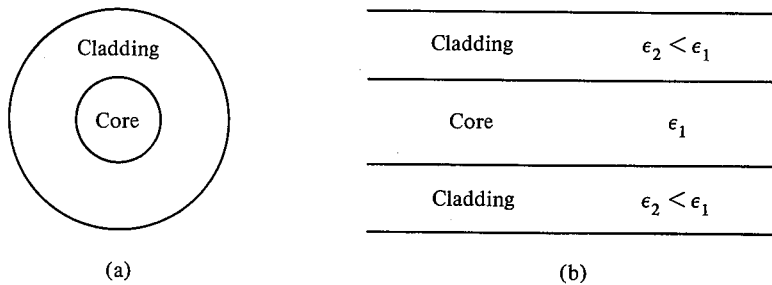 Cladding
Core
(a)
Cladding ϵ₂ < ϵ₁
Core ϵ₁
Cladding ϵ₂ < ϵ₁
(b)